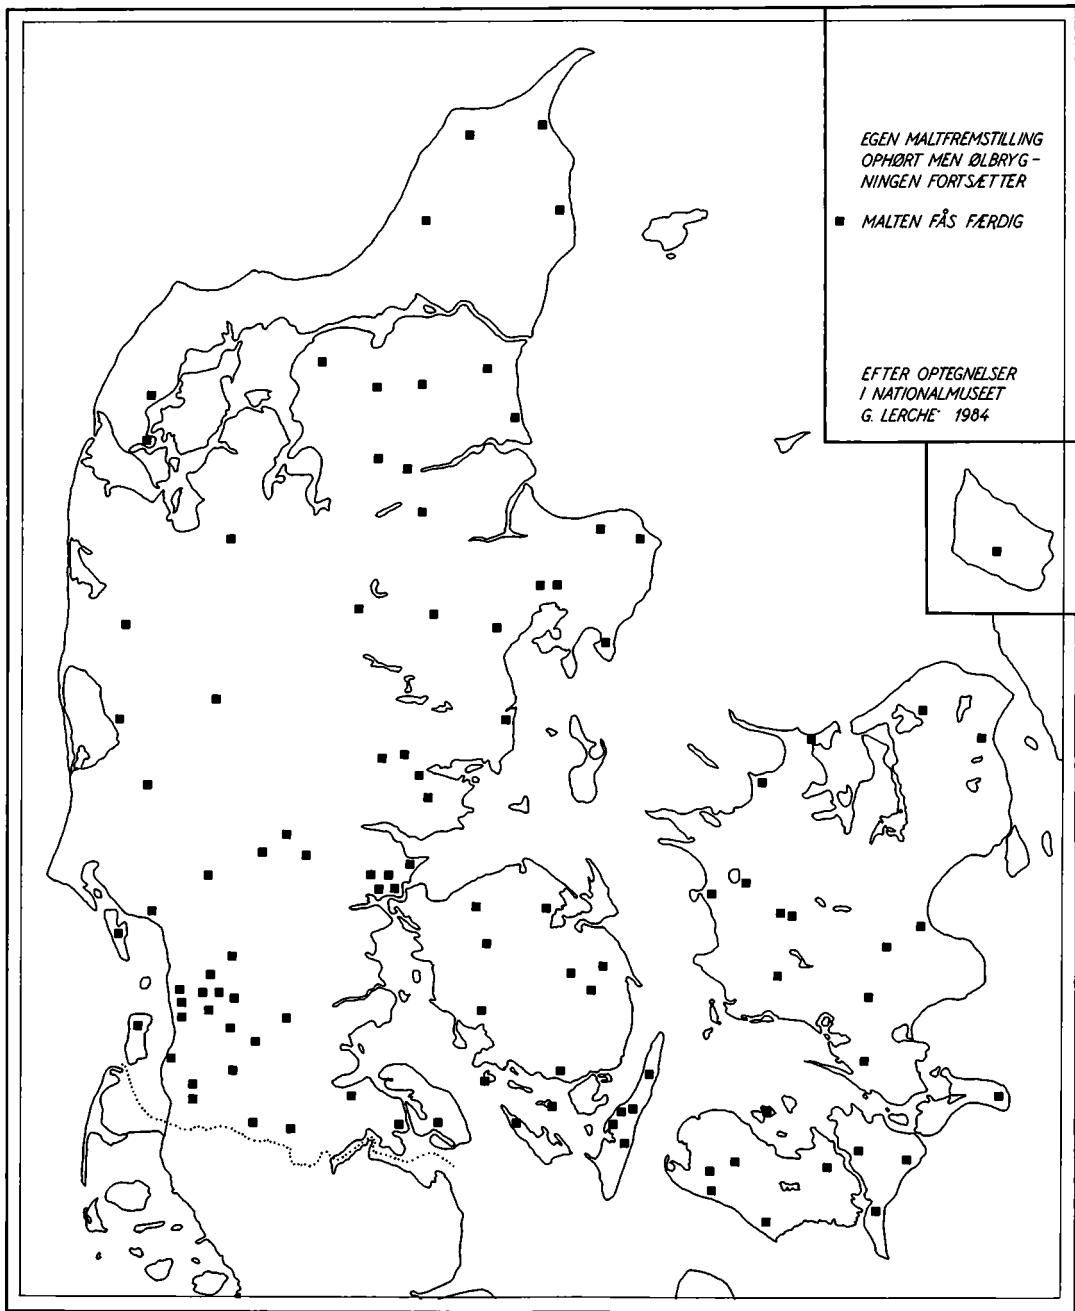 EGEN MALTFREMSTILLING
OPHØRT MEN ØLBRYG-
NINGEN FORTSÆTTER
MALTEN FÅS FÆRDIG
EFTER OPTEGNELSER
I NATIONALMUSEET
G. LERCHE 1984